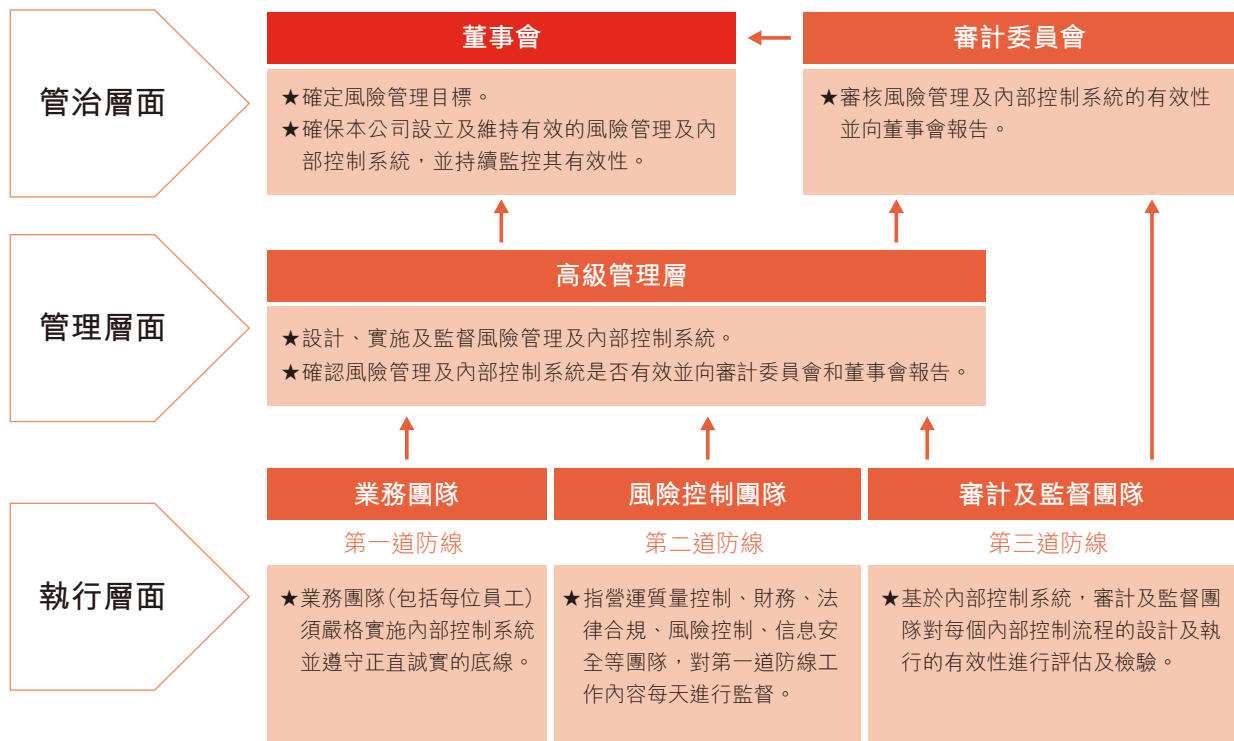 管治層面
董事會
★確定風險管理目標。
★確保本公司設立及維持有效的風險管理及內
部控制系統，並持續監控其有效性。
審計委員會
★審核風險管理及內部控制系統的有效性
並向董事會報告。
管理層面
高級管理層
★設計、實施及監督風險管理及內部控制系統。
★確認風險管理及內部控制系統是否有效並向審計委員會和董事會報告。
執行層面
業務團隊
第一道防線
★業務團隊（包括每位員工）
須嚴格實施內部控制系統
並遵守正直誠實的底線。
風險控制團隊
第二道防線
★指營運質量控制、財務、法
律合規、風險控制、信息安
全等團隊，對第一道防線工
作內容每天進行監督。
審計及監督團隊
第三道防線
★基於內部控制系統，審計及監督團
隊對每個內部控制流程的設計及執
行的有效性進行評估及檢驗。